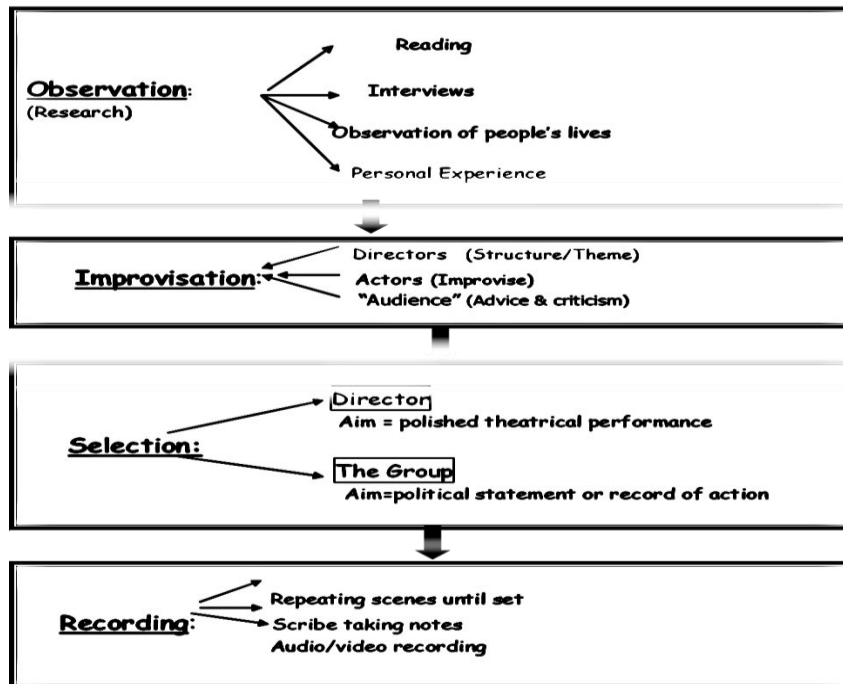 Reading
Observation:
(Research)
Interviews
Observation of people's lives
Personal Experience
Directors (Structure/Theme)
Improvisation:
Actors (Improvise)
"Audience" (Advice & criticism)
Director
Aim = polished theatrical performance
Selection:
The Group
Aim=political statement or record of action
Repeating scenes until set
Recording:
Scribe taking notes
Audio/video recording